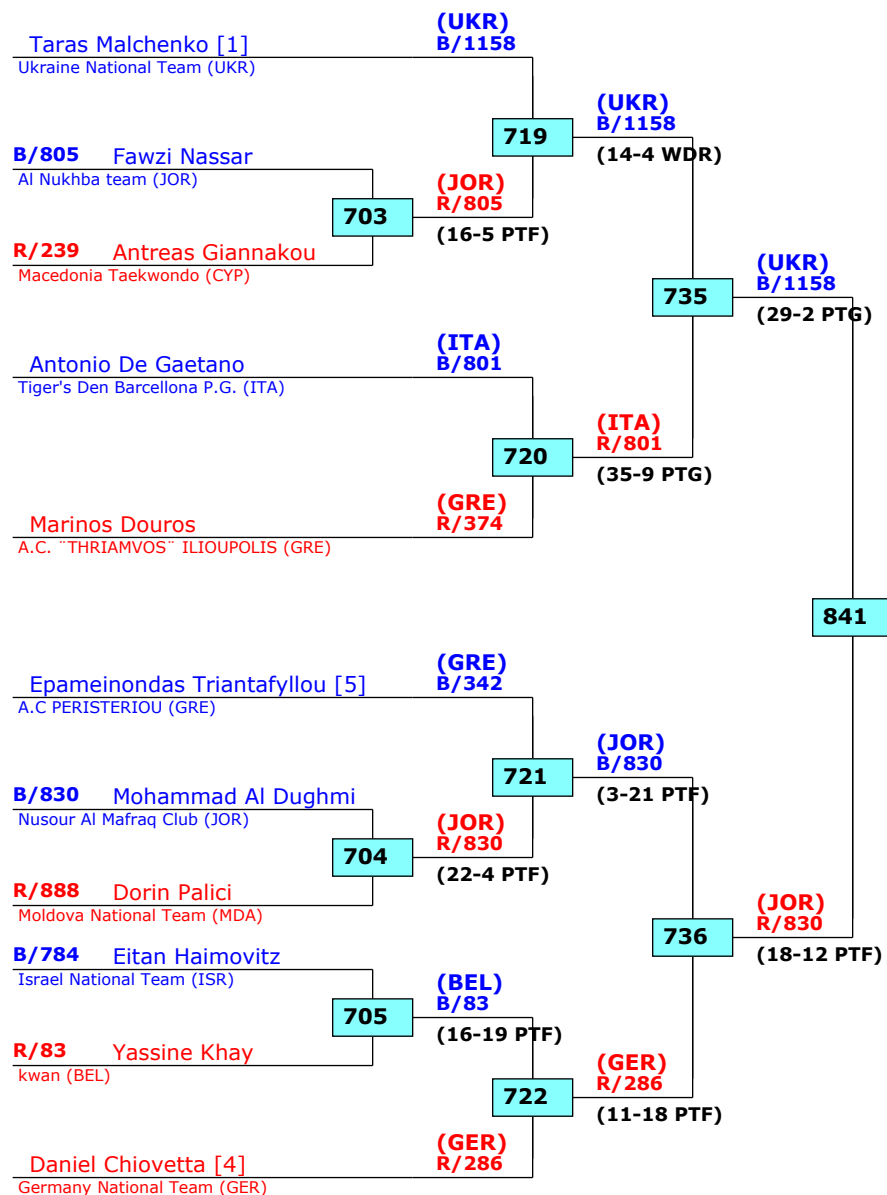 (UKR)
Taras Malchenko [1]
B/1158
Ukraine National Team (UKR)
(UKR)
B/1158
719
(14-4 WDR)
B/805 Fawzi Nassar
Al Nukhba team (JOR)
(JOR)
R/805
703
(16-5 PTF)
R/239 Antreas Giannakou
Macedonia Taekwondo (CYP)
(UKR)
B/1158
735
(29-2 PTG)
(ITA)
Antonio De Gaetano
B/801
Tiger's Den Barcellona P.G. (ITA)
(ITA)
R/801
720
(35-9 PTG)
(GRE)
Marinos Douros
R/374
A.C. ¨THRIAMVOS¨ ILIOUPOLIS (GRE)
841
(GRE)
Epameinondas Triantafyllou [5]
B/342
A.C PERISTERIOU (GRE)
(JOR)
B/830
721
(3-21 PTF)
B/830 Mohammad Al Dughmi
Nusour Al Mafraq Club (JOR)
(JOR)
R/830
704
(22-4 PTF)
R/888 Dorin Palici
Moldova National Team (MDA)
(JOR)
R/830
736
(18-12 PTF)
B/784 Eitan Haimovitz
Israel National Team (ISR)
(BEL)
B/83
705
(16-19 PTF)
R/83 Yassine Khay
kwan (BEL)
(GER)
R/286
722
(11-18 PTF)
(GER)
Daniel Chiovetta [4]
R/286
Germany National Team (GER)